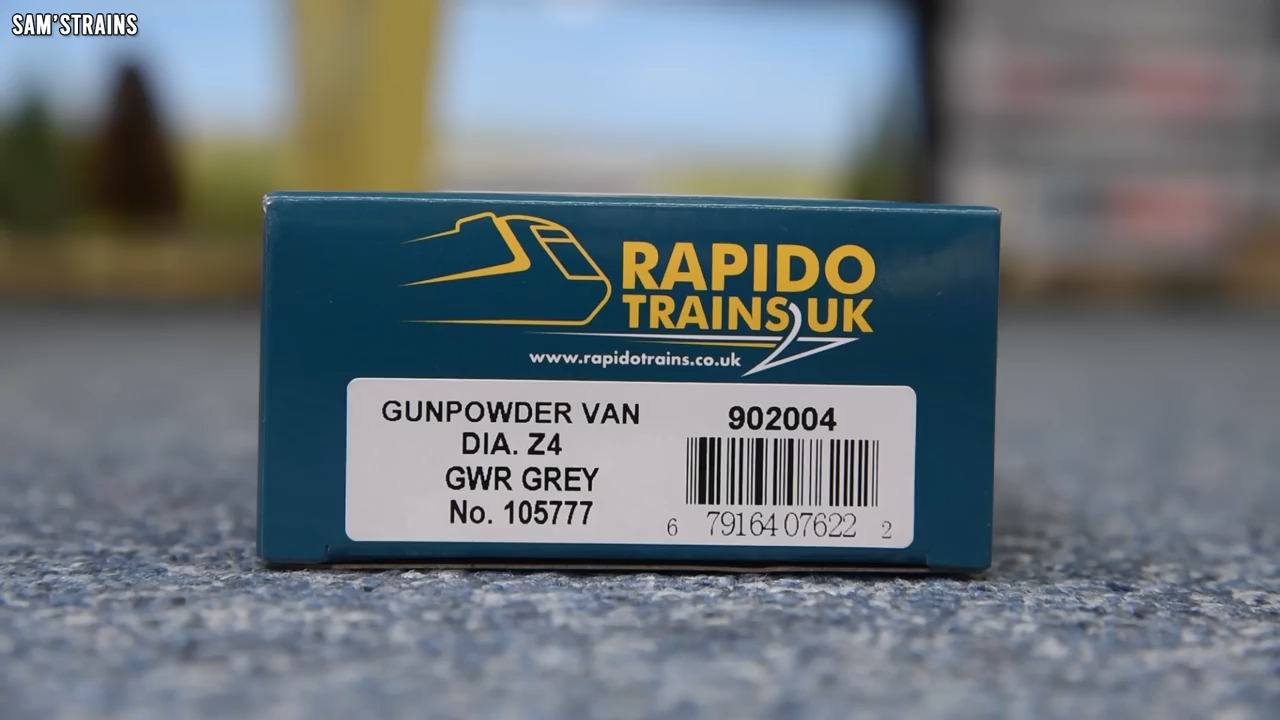 SAM'STRAINS
RAPIDO
TRAINS UK
www.rapidotrains.co.uk
GUNPOWDER VAN
DIA. Z4
GWR GREY
No. 105777
902004
6 79164 07622 2